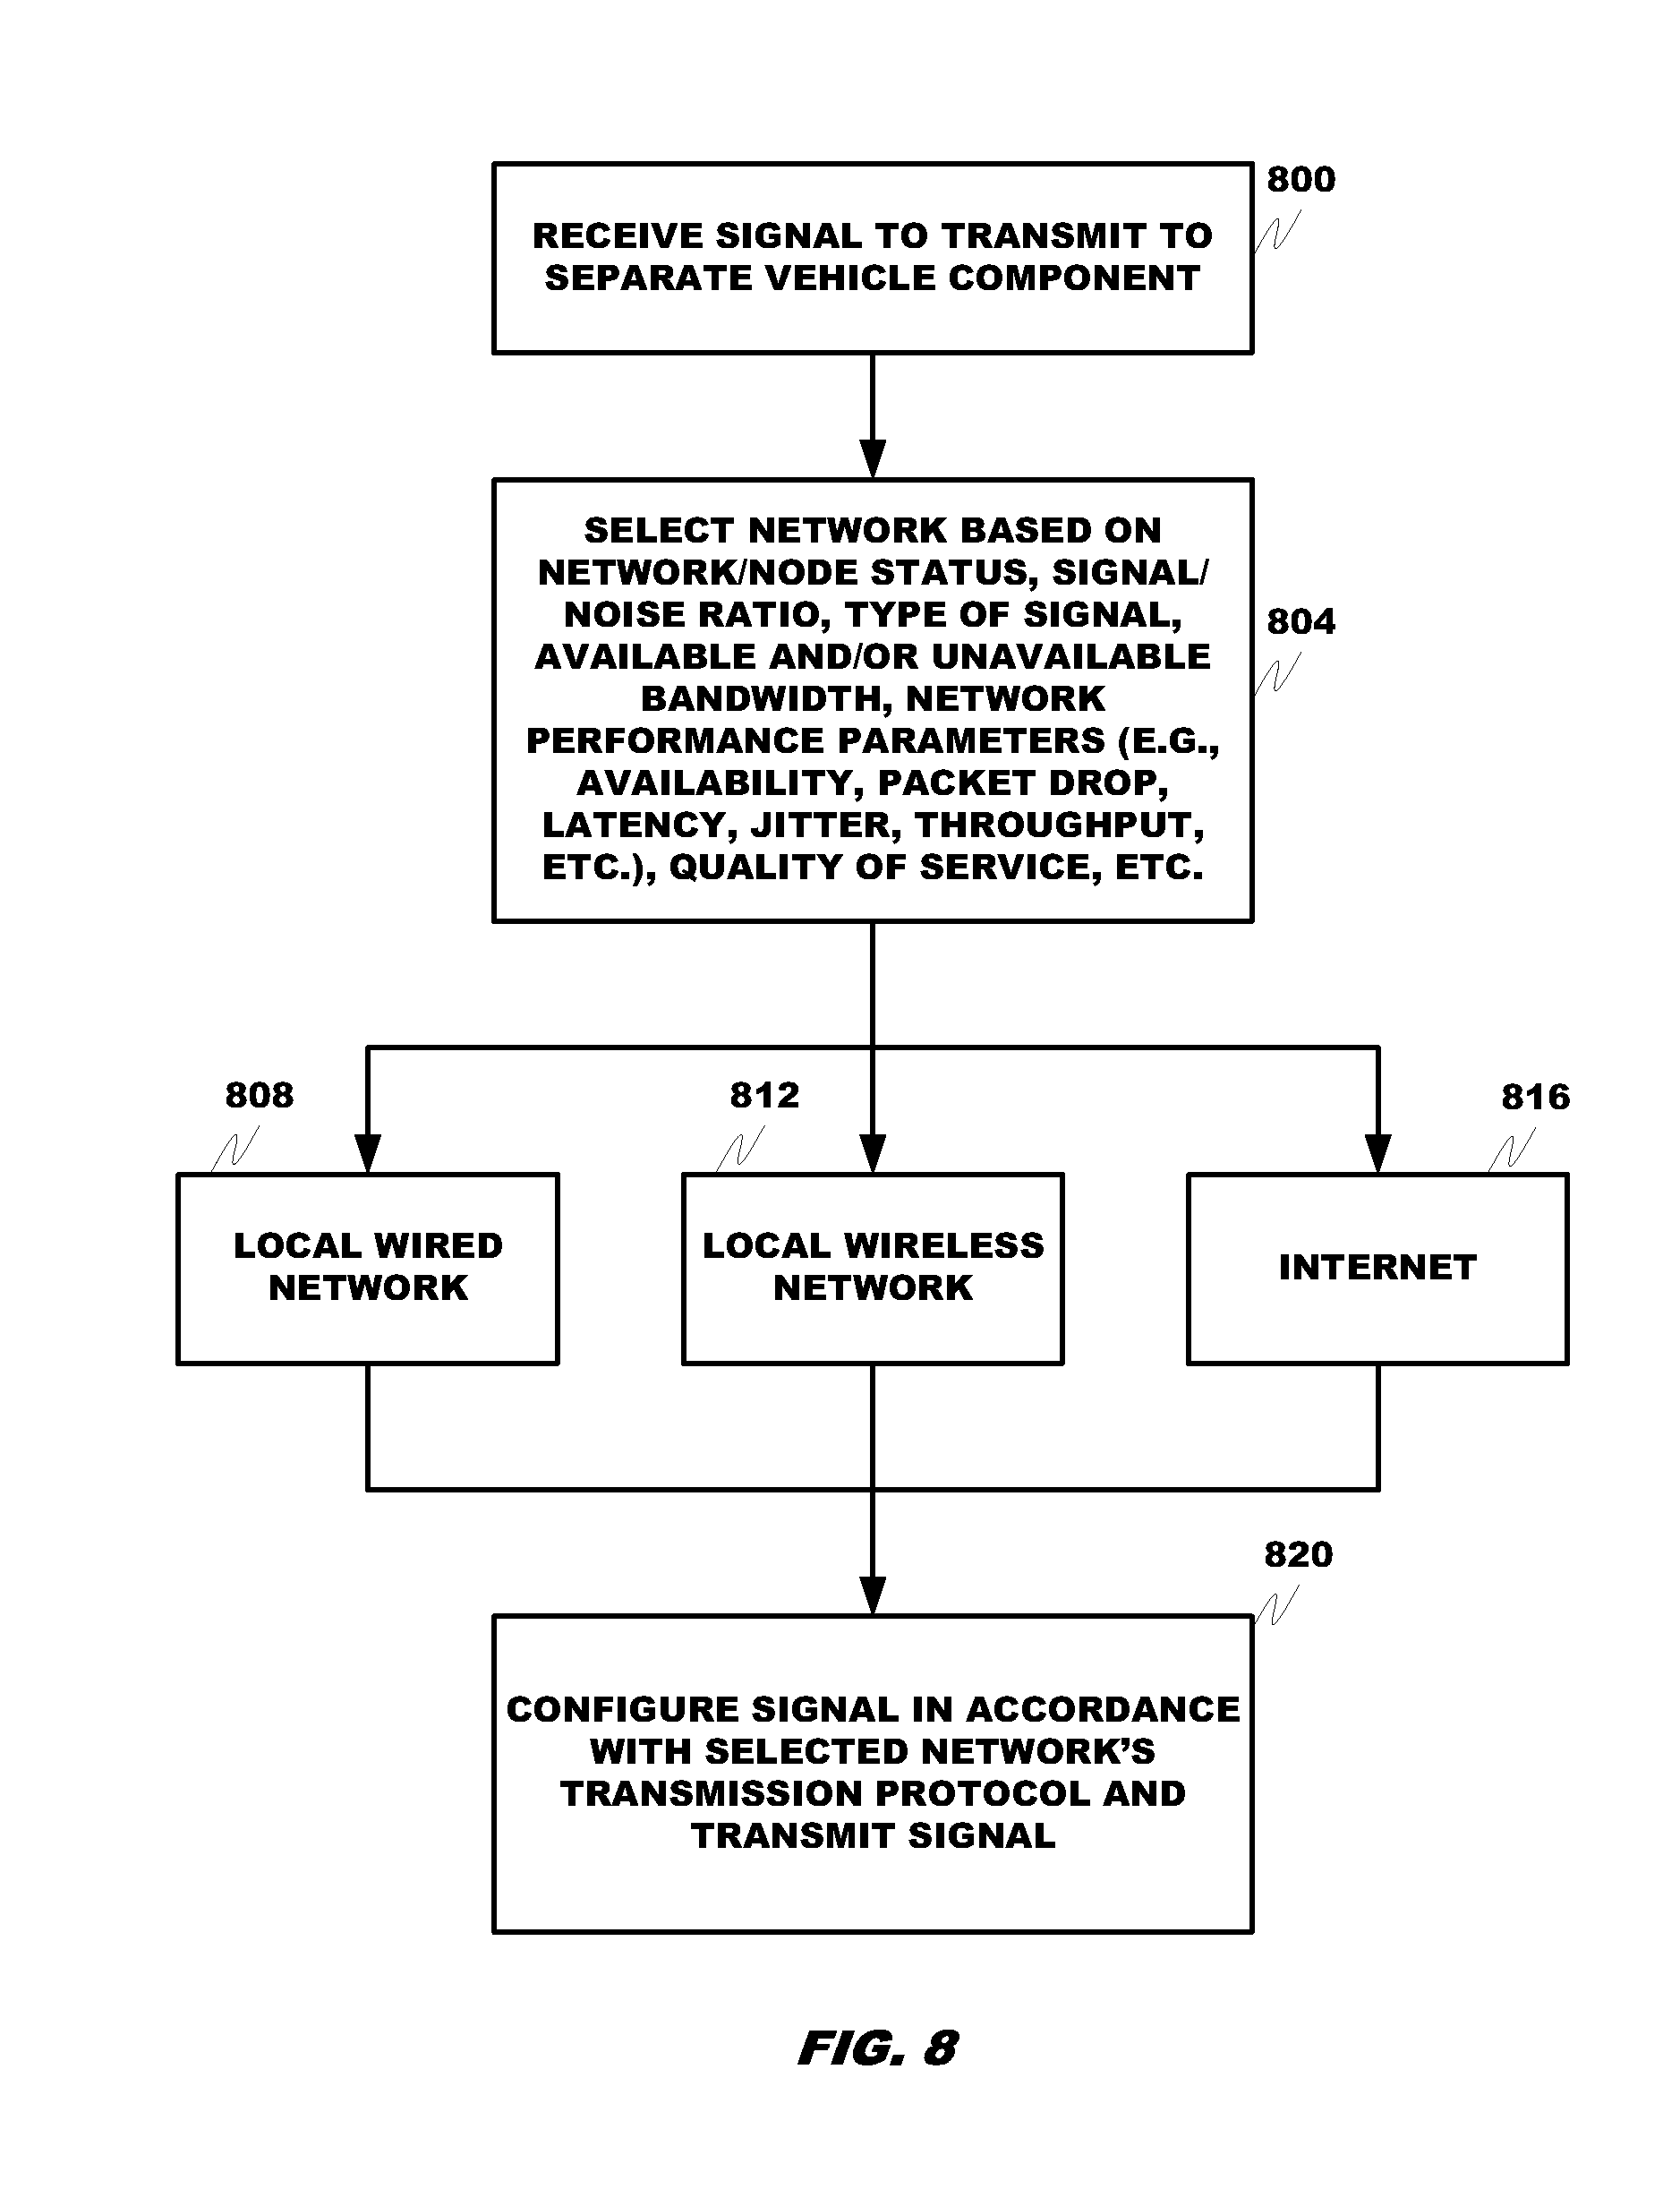 800
RECEIVE SIGNAL TO TRANSMIT TO
SEPARATE VEHICLE COMPONENT
SELECT NETWORK BASED ON
NETWORK/NODE STATUS, SIGNAL/
NOISE RATIO, TYPE OF SIGNAL,
804
AVAILABLE AND/OR UNAVAILABLE
BANDWIDTH, NETWORK
PERFORMANCE PARAMETERS (E.G.,
AVAILABILITY, PACKET DROP,
LATENCY, JITTER, THROUGHPUT,
ETC.), QUALITY OF SERVICE, ETC.
808
812
816
LOCAL WIRED
NETWORK
LOCAL WIRELESS
NETWORK
INTERNET
820
CONFIGURE SIGNAL IN ACCORDANCE
WITH SELECTED NETWORK’S
TRANSMISSION PROTOCOL AND
TRANSMIT SIGNAL
FIG. 8